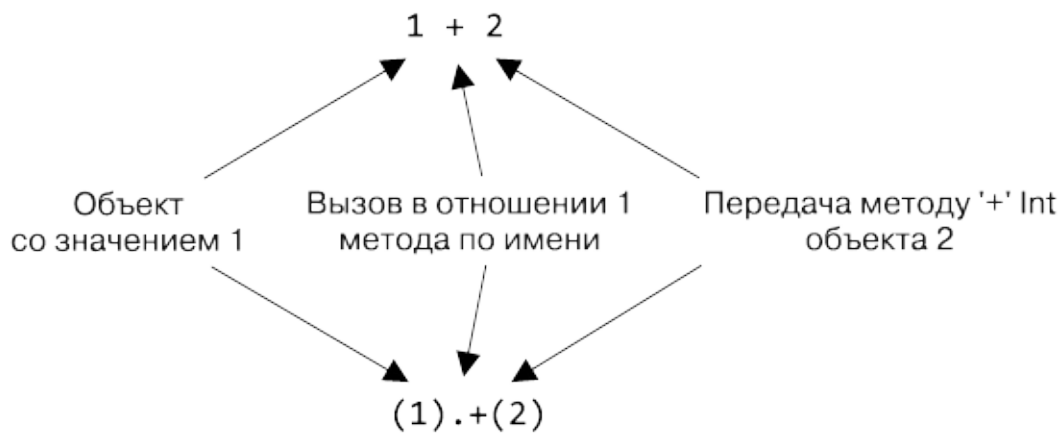 1 + 2
Объект
со значением 1
Вызов в отношении 1
метода по имени
Передача методу '+' Int
объекта 2
(1).+(2)